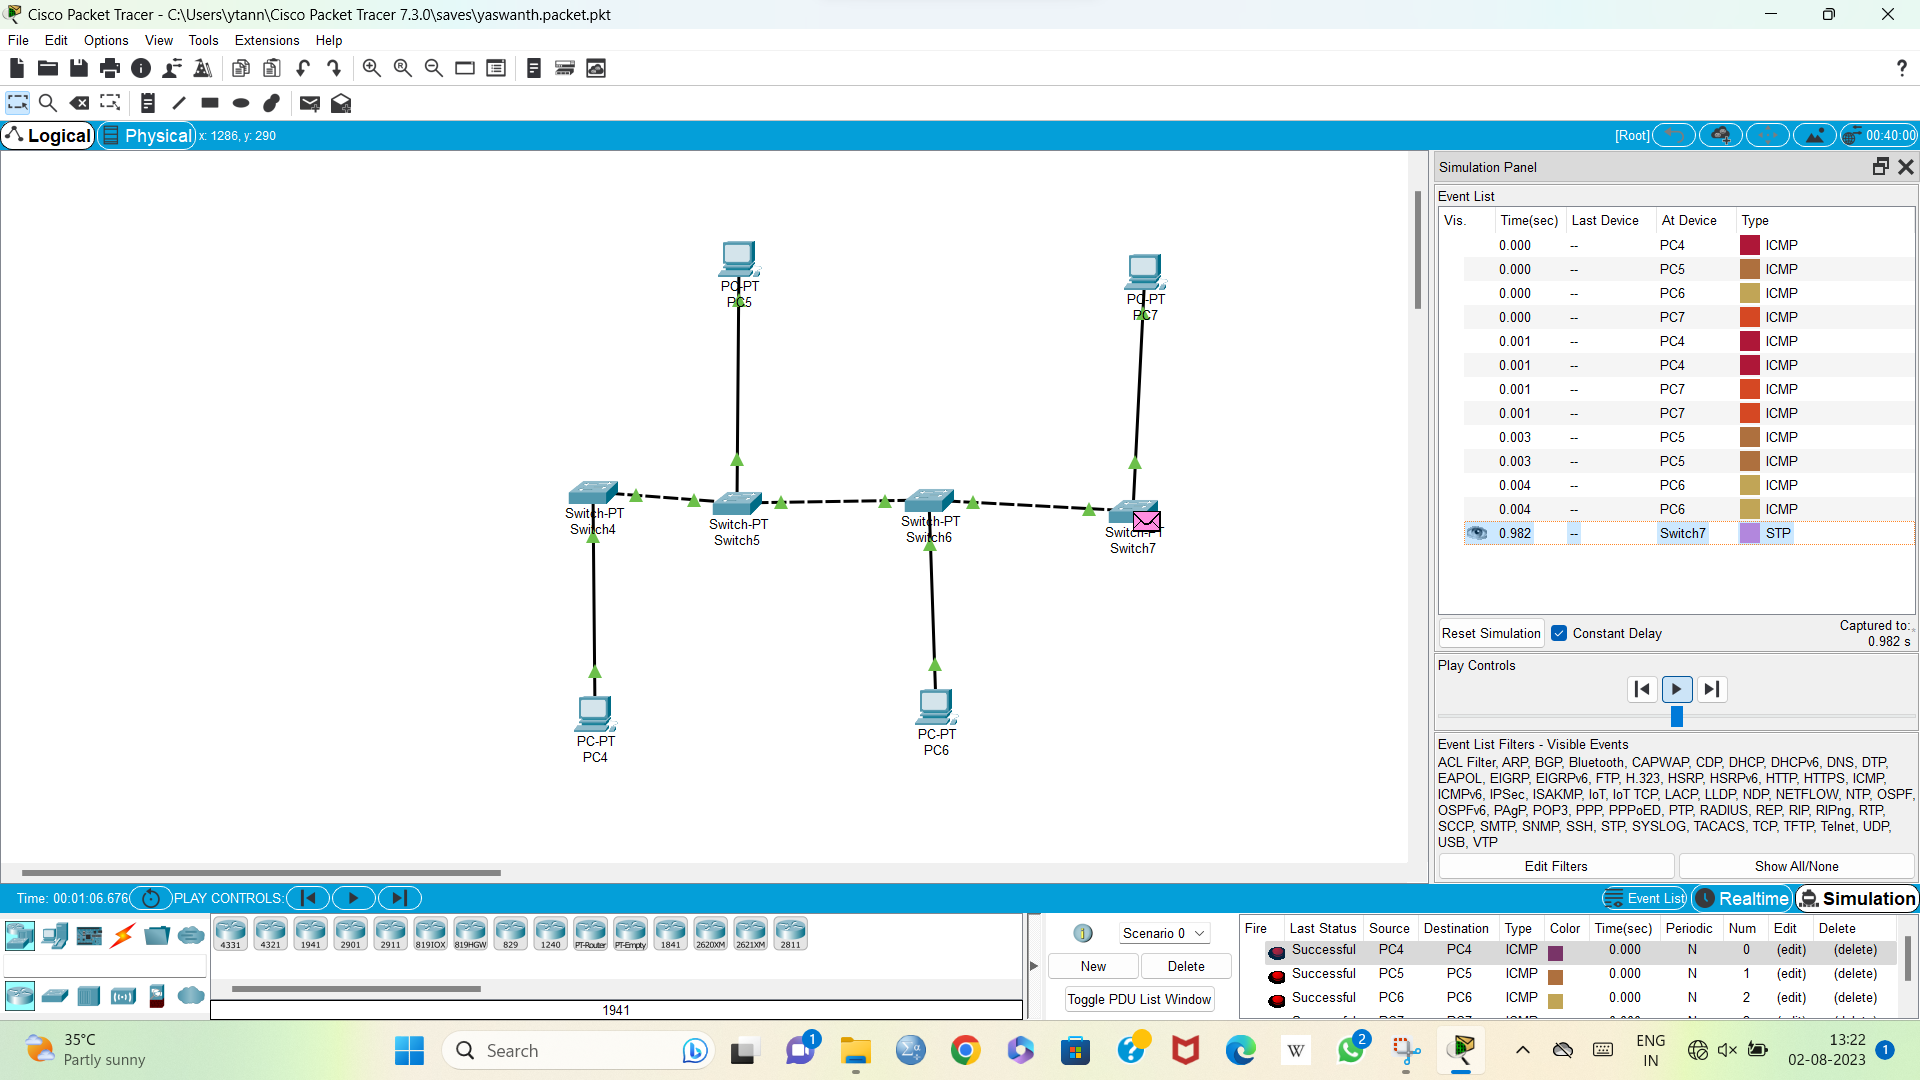 Cisco Packet Tracer - C:\Users\ytann\Cisco Packet Tracer 7.3.0\saves\yaswanth.packet.pkt
File Edit Options View Tools Extensions Help
?
Logical Physical x: 1286, y: 290 [Root] 00:40:00
Simulation Panel
Event List
Vis. Time(sec) Last Device At Device Type
0.000 -- PC4 ICMP
0.000 -- PC5 ICMP
0.000 -- PC6 ICMP
0.000 -- PC7 ICMP
0.001 -- PC4 ICMP
0.001 -- PC4 ICMP
0.001 -- PC7 ICMP
0.001 -- PC7 ICMP
0.003 -- PC5 ICMP
0.003 -- PC5 ICMP
0.004 -- PC6 ICMP
0.004 -- PC6 ICMP
0.982 -- Switch7 STP
Reset Simulation Constant Delay Captured to:
0.982 s
Play Controls
Event List Filters - Visible Events
ACL Filter, ARP, BGP, Bluetooth, CAPWAP, CDP, DHCP, DHCPv6, DNS, DTP,
EAPOL, EIGRP, EIGRPv6, FTP, H.323, HSRP, HSRPv6, HTTP, HTTPS, ICMP,
ICMPv6, IPSec, ISAKMP, IoT, IoT TCP, LACP, LLDP, NDP, NETFLOW, NTP, OSPF,
OSPFv6, PAgP, POP3, PPP, PPPoED, PTP, RADIUS, REP, RIP, RIPng, RTP,
SCCP, SMTP, SNMP, SSH, STP, SYSLOG, TACACS, TCP, TFTP, Telnet, UDP,
USB, VTP
Edit Filters Show All/None
PC-PT
PC5
PC-PT
PC7
Switch-PT
Switch4
Switch-PT
Switch5
Switch-PT
Switch6
Switch-PT
Switch7
PC-PT
PC4
PC-PT
PC6
Time: 00:01:06.676 PLAY CONTROLS: Event List Realtime Simulation
4331 4321 1941 2901 2911 819IOX 819HGW 829 1240 PT-Router PT-Empty 1841 2620XM 2621XM 2811
1941
1 Scenario 0
New Delete
Toggle PDU List Window
Fire Last Status Source Destination Type Color Time(sec) Periodic Num Edit Delete
Successful PC4 PC4 ICMP 0.000 N 0 (edit) (delete)
Successful PC5 PC5 ICMP 0.000 N 1 (edit) (delete)
Successful PC6 PC6 ICMP 0.000 N 2 (edit) (delete)
35°C
Partly sunny
Search
1
W
2
ENG
IN
13:22
02-08-2023
1